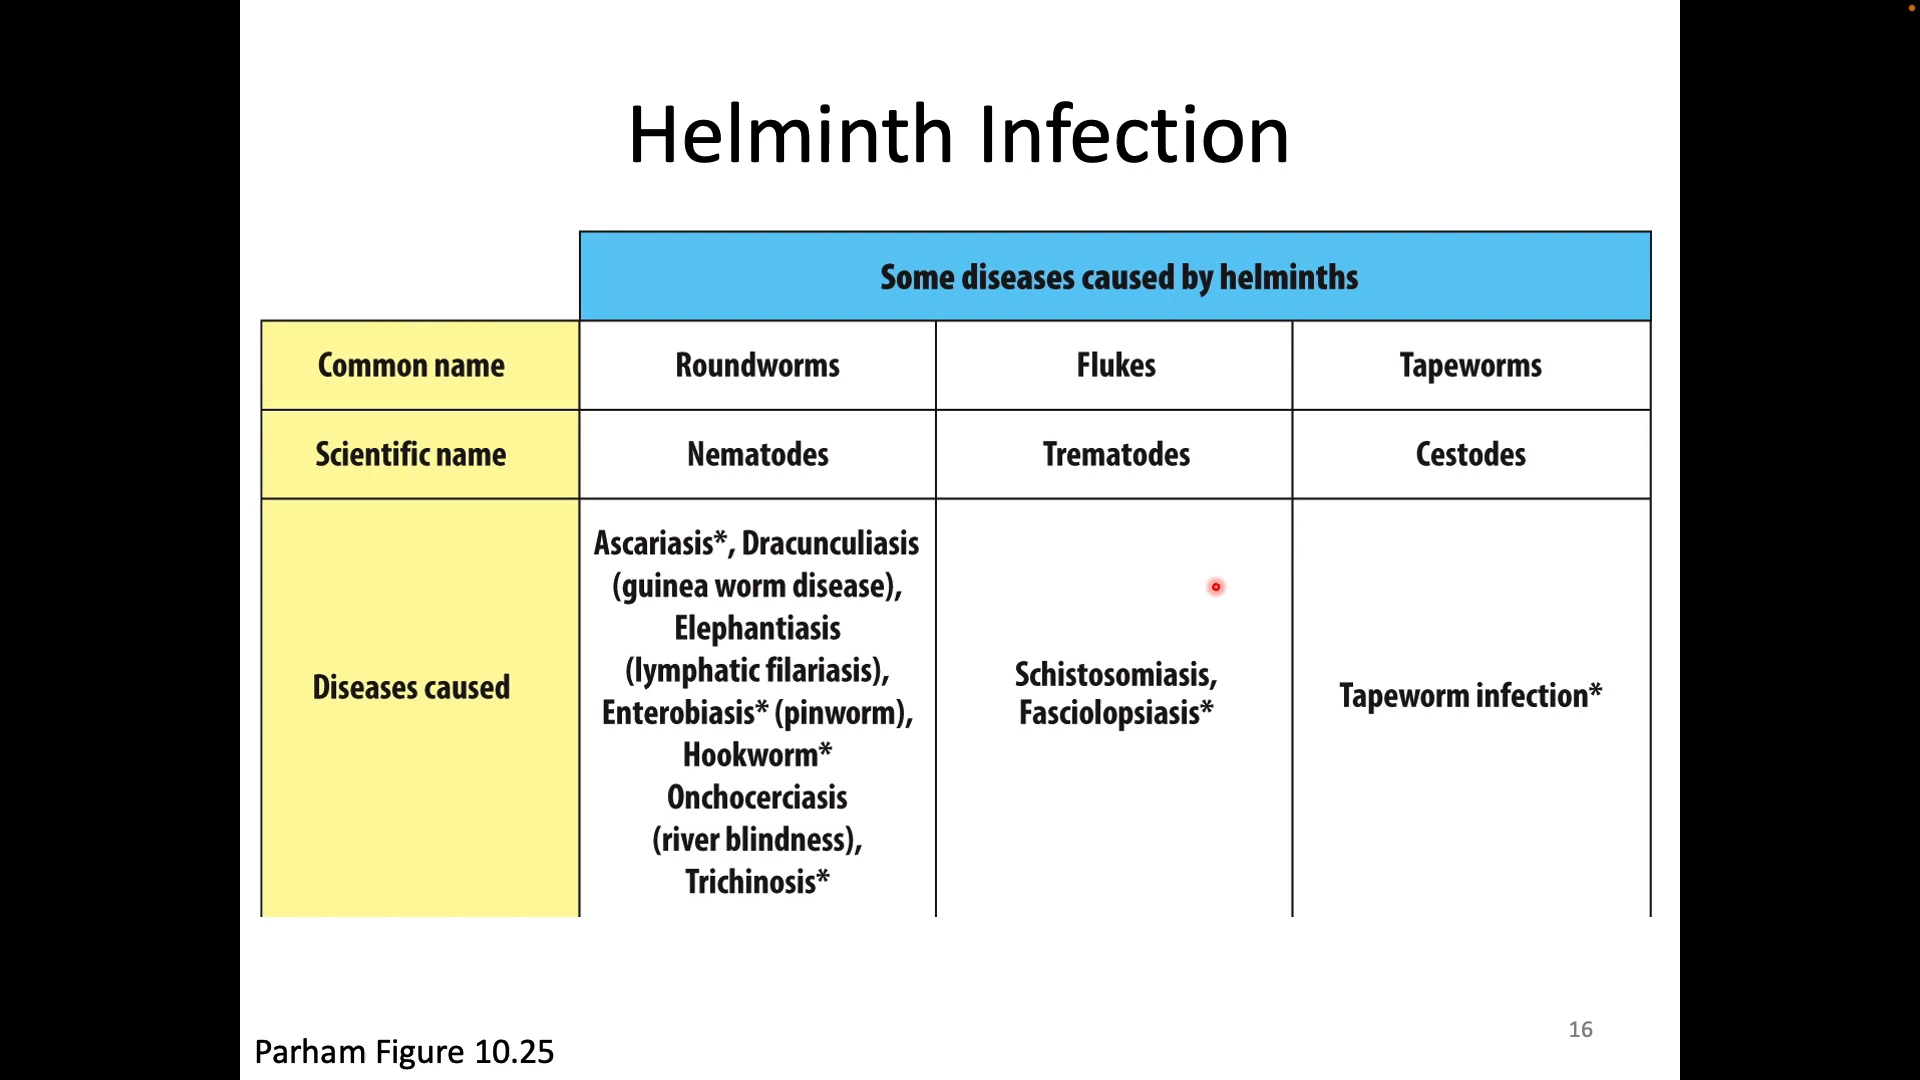 Helminth Infection
Some diseases caused by helminths
Common name
Roundworms
Flukes
Tapeworms
Scientific name
Nematodes
Trematodes
Cestodes
Diseases caused
Ascariasis*, Dracunculiasis
(guinea worm disease),
Elephantiasis
(lymphatic filariasis),
Enterobiasis* (pinworm),
Hookworm*
Onchocerciasis
(river blindness),
Trichinosis*
Schistosomiasis,
Fasciolopsiasis*
Tapeworm infection*
16
Parham Figure 10.25